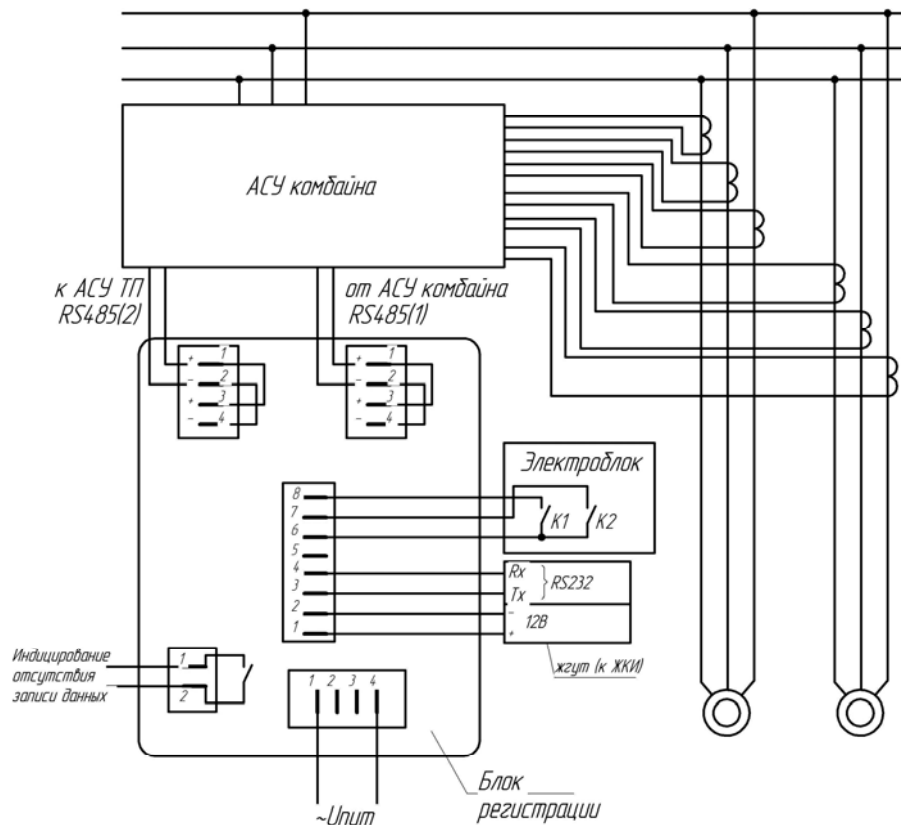 АСУ комбайна
к АСУ ТП
RS485(2)
от АСУ комбайна
RS485(1)
+ 1
- 2
+ 3
- 4
+ 1
- 2
+ 3
- 4
Электроблок
К1 К2
8
7
6
5
4
3
2
1
Rx
Tx
RS232
-
12В
+
жгут (к ЖКИ)
Индицирование
отсутствия
записи данных
1
2
1 2 3 4
~Uпит
Блок
регистрации